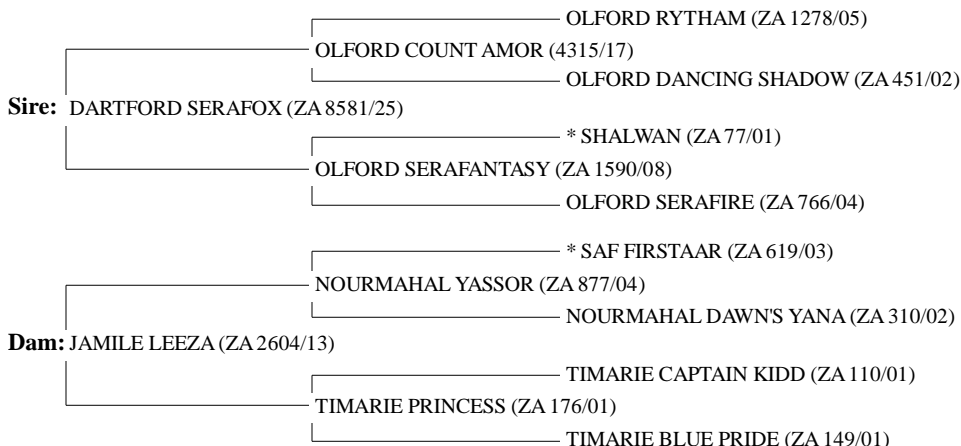 OLFORD RYTHAM (ZA 1278/05)
OLFORD COUNT AMOR (4315/17)
OLFORD DANCING SHADOW (ZA 451/02)
Sire: DARTFORD SERAFOX (ZA 8581/25)
* SHALWAN (ZA 77/01)
OLFORD SERAFANTASY (ZA 1590/08)
OLFORD SERAFIRE (ZA 766/04)
* SAF FIRSTAAR (ZA 619/03)
NOURMAHAL YASSOR (ZA 877/04)
NOURMAHAL DAWN'S YANA (ZA 310/02)
Dam: JAMILE LEEZA (ZA 2604/13)
TIMARIE CAPTAIN KIDD (ZA 110/01)
TIMARIE PRINCESS (ZA 176/01)
TIMARIE BLUE PRIDE (ZA 149/01)